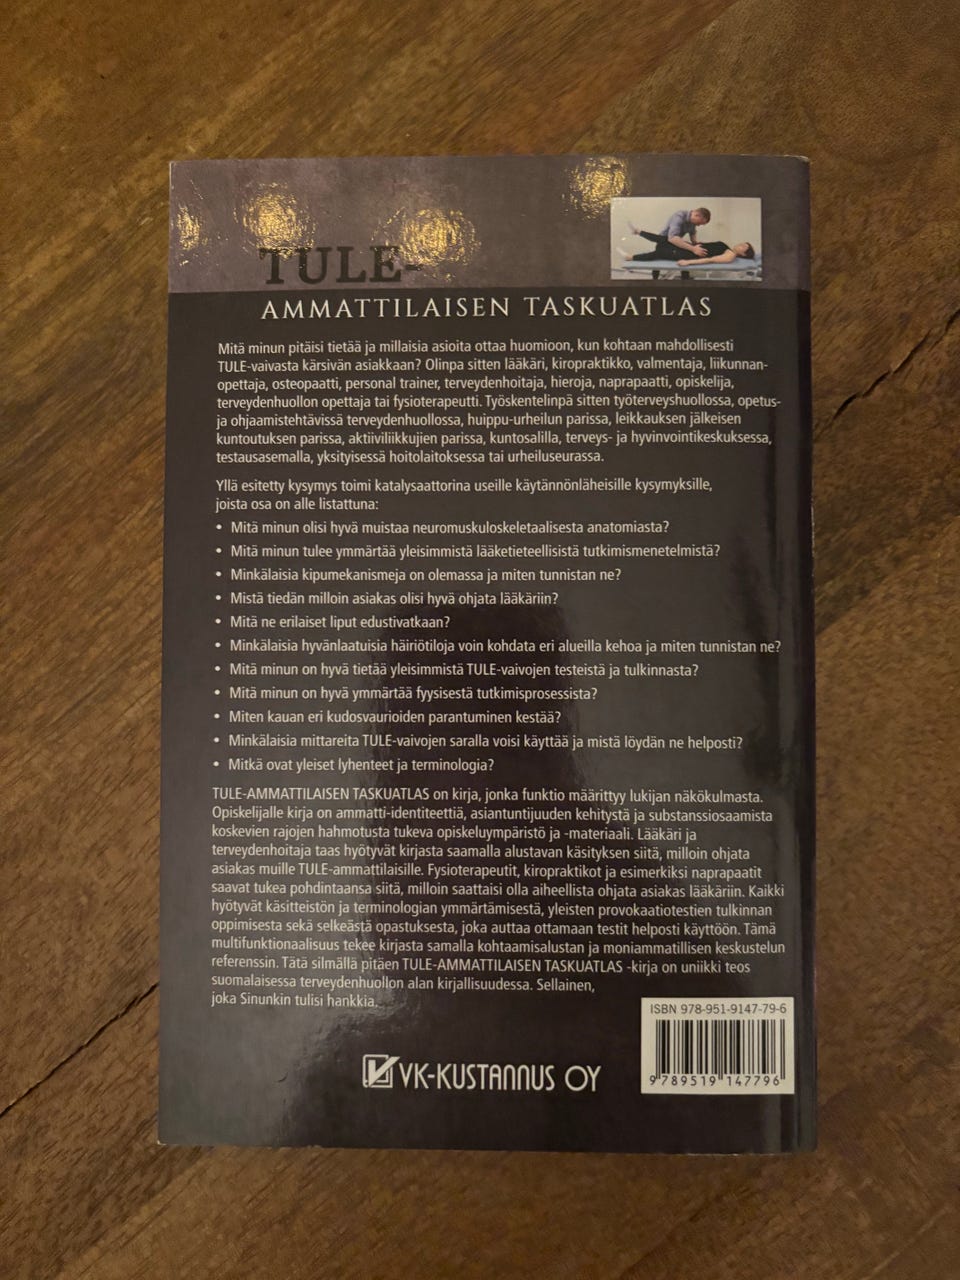 TULE-
AMMATTILAISEN TASKUATLAS
Mitä minun pitäisi tietää ja millaisia asioita ottaa huomioon, kun kohtaan mahdollisesti
TULE-vaivasta kärsivän asiakkaan? Olinpa sitten lääkäri, kiropraktikko, valmentaja, liikunnan-
opettaja, osteopaatti, personal trainer, terveydenhoitaja, hieroja, naprapaatti, opiskelija,
terveydenhuollon opettaja tai fysioterapeutti. Työskentelinpä sitten työterveyshuollossa, opetus-
ja ohjaamistehtävissä terveydenhuollossa, huippu-urheilun parissa, leikkauksen jälkeisen
kuntoutuksen parissa, aktiiviliikkujien parissa, kuntosalilla, terveys- ja hyvinvointikeskuksessa,
testausasemalla, yksityisessä hoitolaitoksessa tai urheiluseurassa.
Yllä esitetty kysymys toimi katalysaattorina useille käytännönläheisille kysymyksille,
joista osa on alle listattuna:
• Mitä minun olisi hyvä muistaa neuromuskuloskeletaalisesta anatomiasta?
• Mitä minun tulee ymmärtää yleisimmistä lääketieteellisistä tutkimismenetelmistä?
• Minkälaisia kipumekanismeja on olemassa ja miten tunnistan ne?
• Mistä tiedän milloin asiakas olisi hyvä ohjata lääkäriin?
• Mitä ne erilaiset liput edustivatkaan?
• Minkälaisia hyvänlaatuisia häiriötiloja voin kohdata eri alueilla kehoa ja miten tunnistan ne?
• Mitä minun on hyvä tietää yleisimmistä TULE-vaivojen testeistä ja tulkinnasta?
• Mitä minun on hyvä ymmärtää fyysisestä tutkimisprosessista?
• Miten kauan eri kudosvaurioiden parantuminen kestää?
• Minkälaisia mittareita TULE-vaivojen saralla voisi käyttää ja mistä löydän ne helposti?
• Mitkä ovat yleiset lyhenteet ja terminologia?
TULE-AMMATTILAISEN TASKUATLAS on kirja, jonka funktio määrittyy lukijan näkökulmasta.
Opiskelijalle kirja on ammatti-identiteettiä, asiantuntijuuden kehitystä ja substanssiosaamista
koskevien rajojen hahmotusta tukeva opiskeluympäristö ja -materiaali. Lääkäri ja
terveydenhoitaja taas hyötyvät kirjasta saamalla alustavan käsityksen siitä, milloin ohjata
asiakas muille TULE-ammattilaisille. Fysioterapeutit, kiropraktikot ja esimerkiksi naprapaatit
saavat tukea pohdintaansa siitä, milloin saattaisi olla aiheellista ohjata asiakas lääkäriin. Kaikki
hyötyvät käsitteistön ja terminologian ymmärtämisestä, yleisten provokaatiotestien tulkinnan
oppimisesta sekä selkeästä opastuksesta, joka auttaa ottamaan testit helposti käyttöön. Tämä
multifunktionaalisuus tekee kirjasta samalla kohtaamisalustan ja moniammatillisen keskustelun
referenssin. Tätä silmällä pitäen TULE-AMMATTILAISEN TASKUATLAS -kirja on uniikki teos
suomalaisessa terveydenhuollon alan kirjallisuudessa. Sellainen,
joka Sinunkin tulisi hankkia.
ISBN 978-951-9147-79-6
9 789519 147796
VK-KUSTANNUS OY